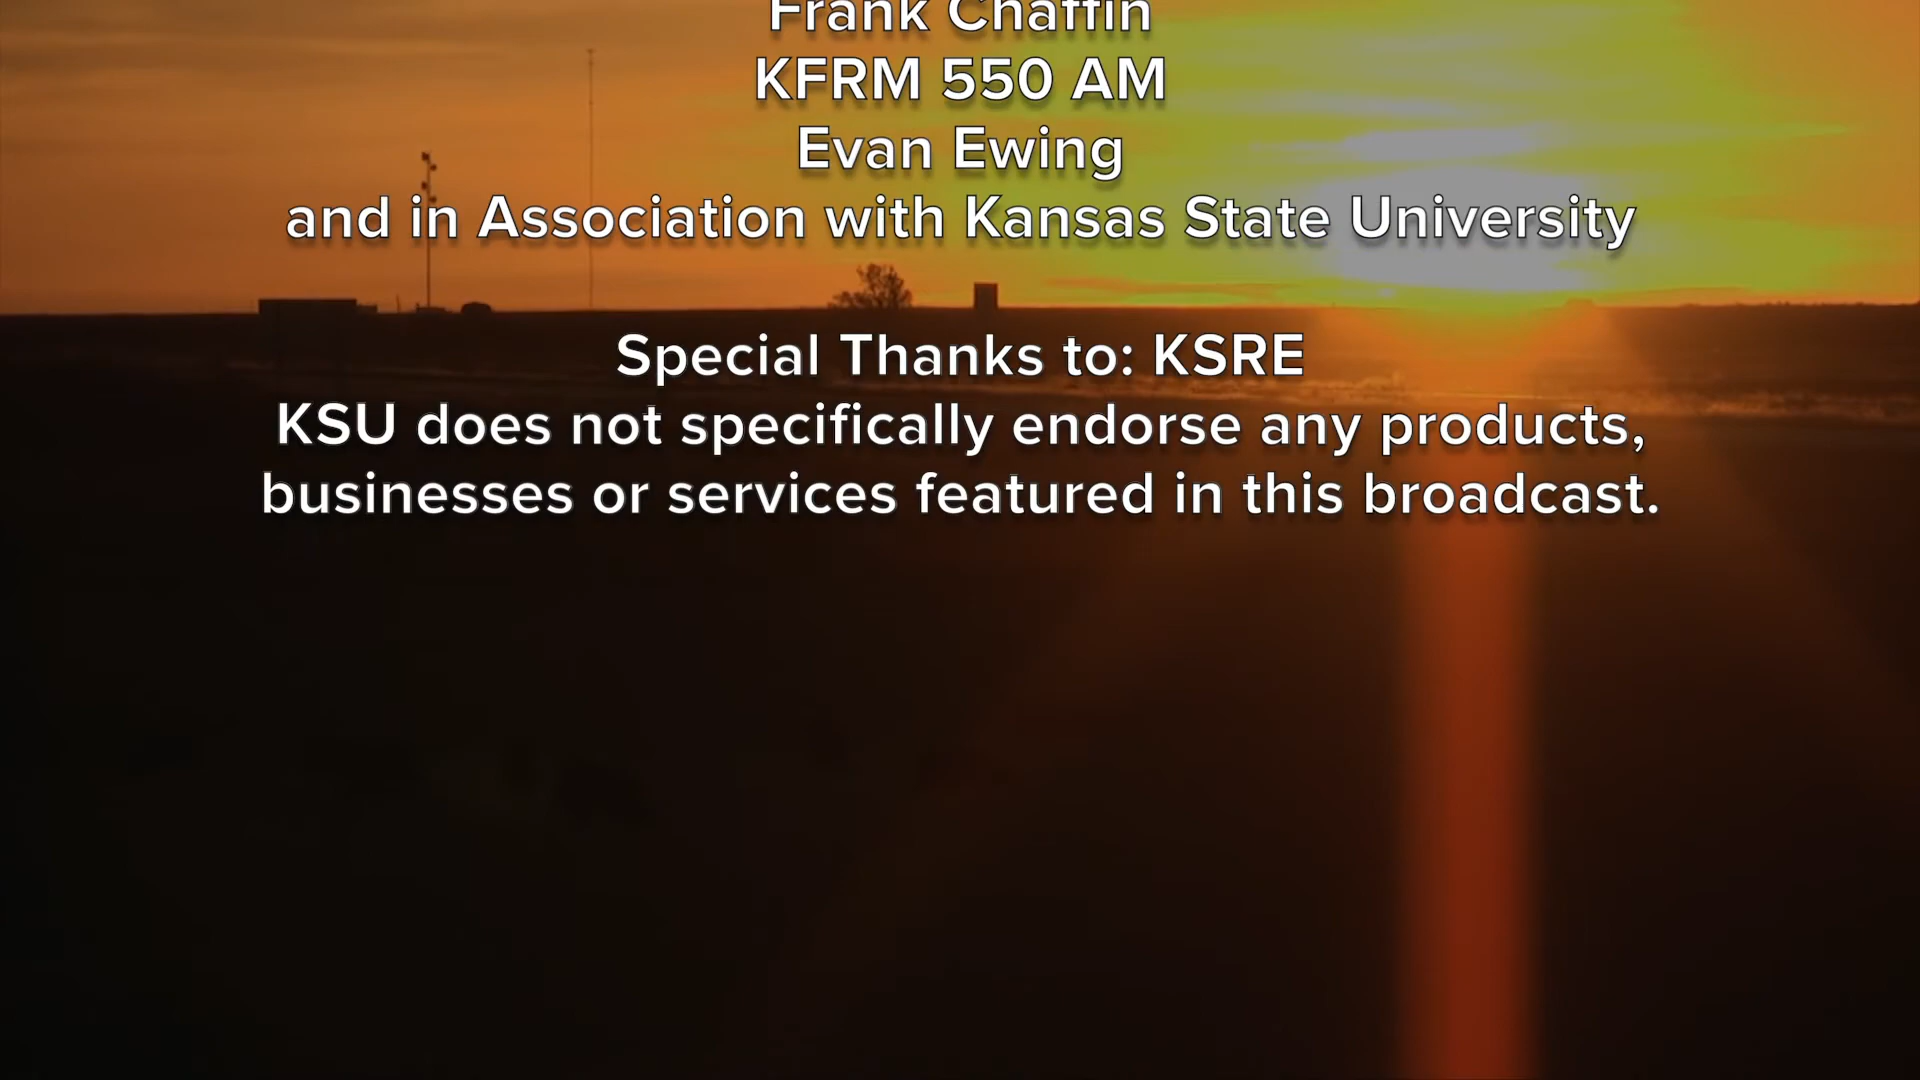 Frank Chaffin
KFRM 550 AM
Evan Ewing
and in Association with Kansas State University
Special Thanks to: KSRE
KSU does not specifically endorse any products,
businesses or services featured in this broadcast.